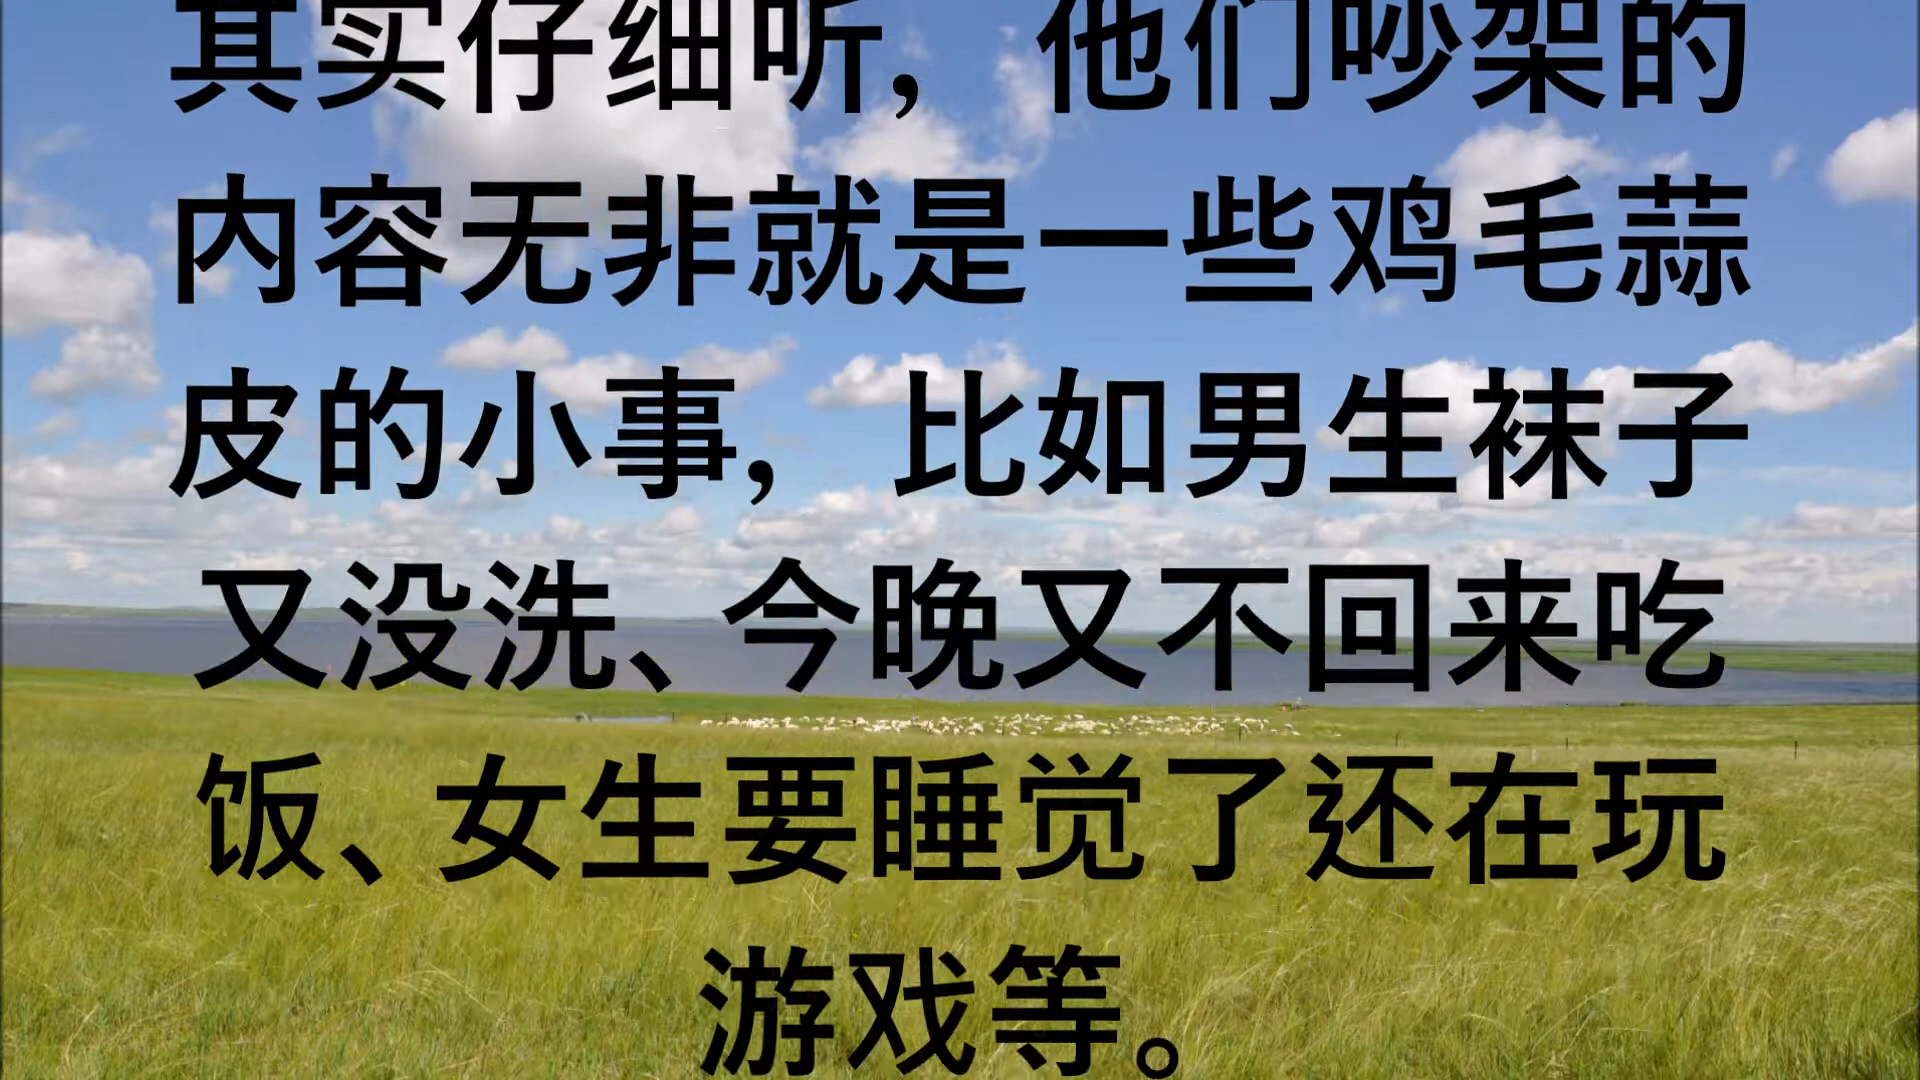 其实仔细听，他们吵架的
内容无非就是一些鸡毛蒜
皮的小事，比如男生袜子
又没洗、今晚又不回来吃
饭、女生要睡觉了还在玩
游戏等。